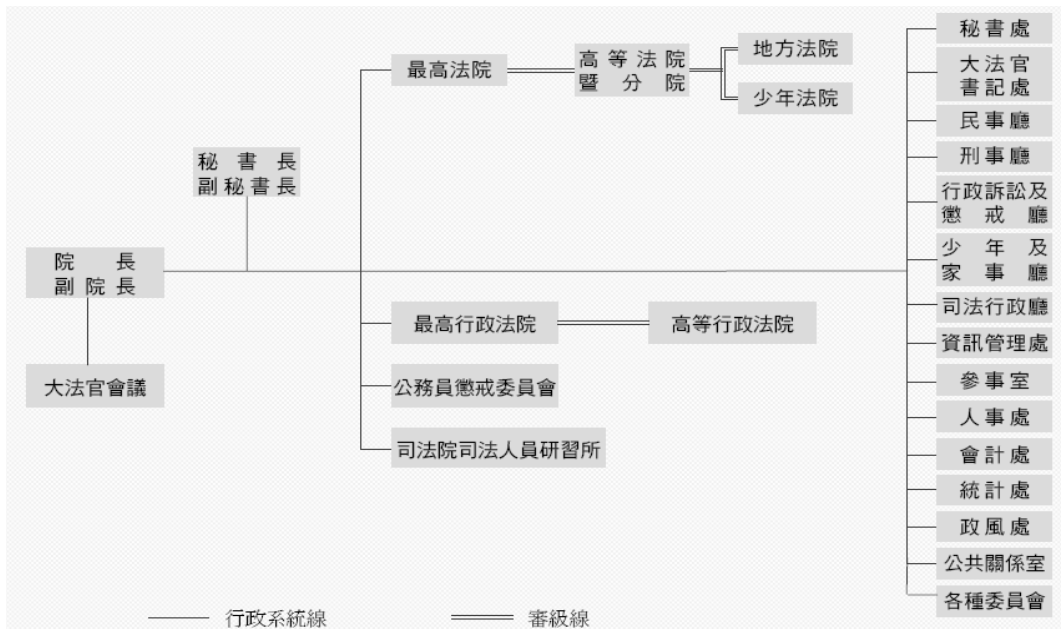 最高法院
高等法院
暨分院
地方法院
少年法院
秘書長
副秘書長
院長
副院長
大法官會議
最高行政法院
高等行政法院
公務員懲戒委員會
司法院司法人員研習所
秘書處
大法官
書記處
民事廳
刑事廳
行政訴訟及
懲戒廳
少年及
家事廳
司法行政廳
資訊管理處
參事室
人事處
會計處
統計處
政風處
公共關係室
各種委員會
行政系統線
審級線